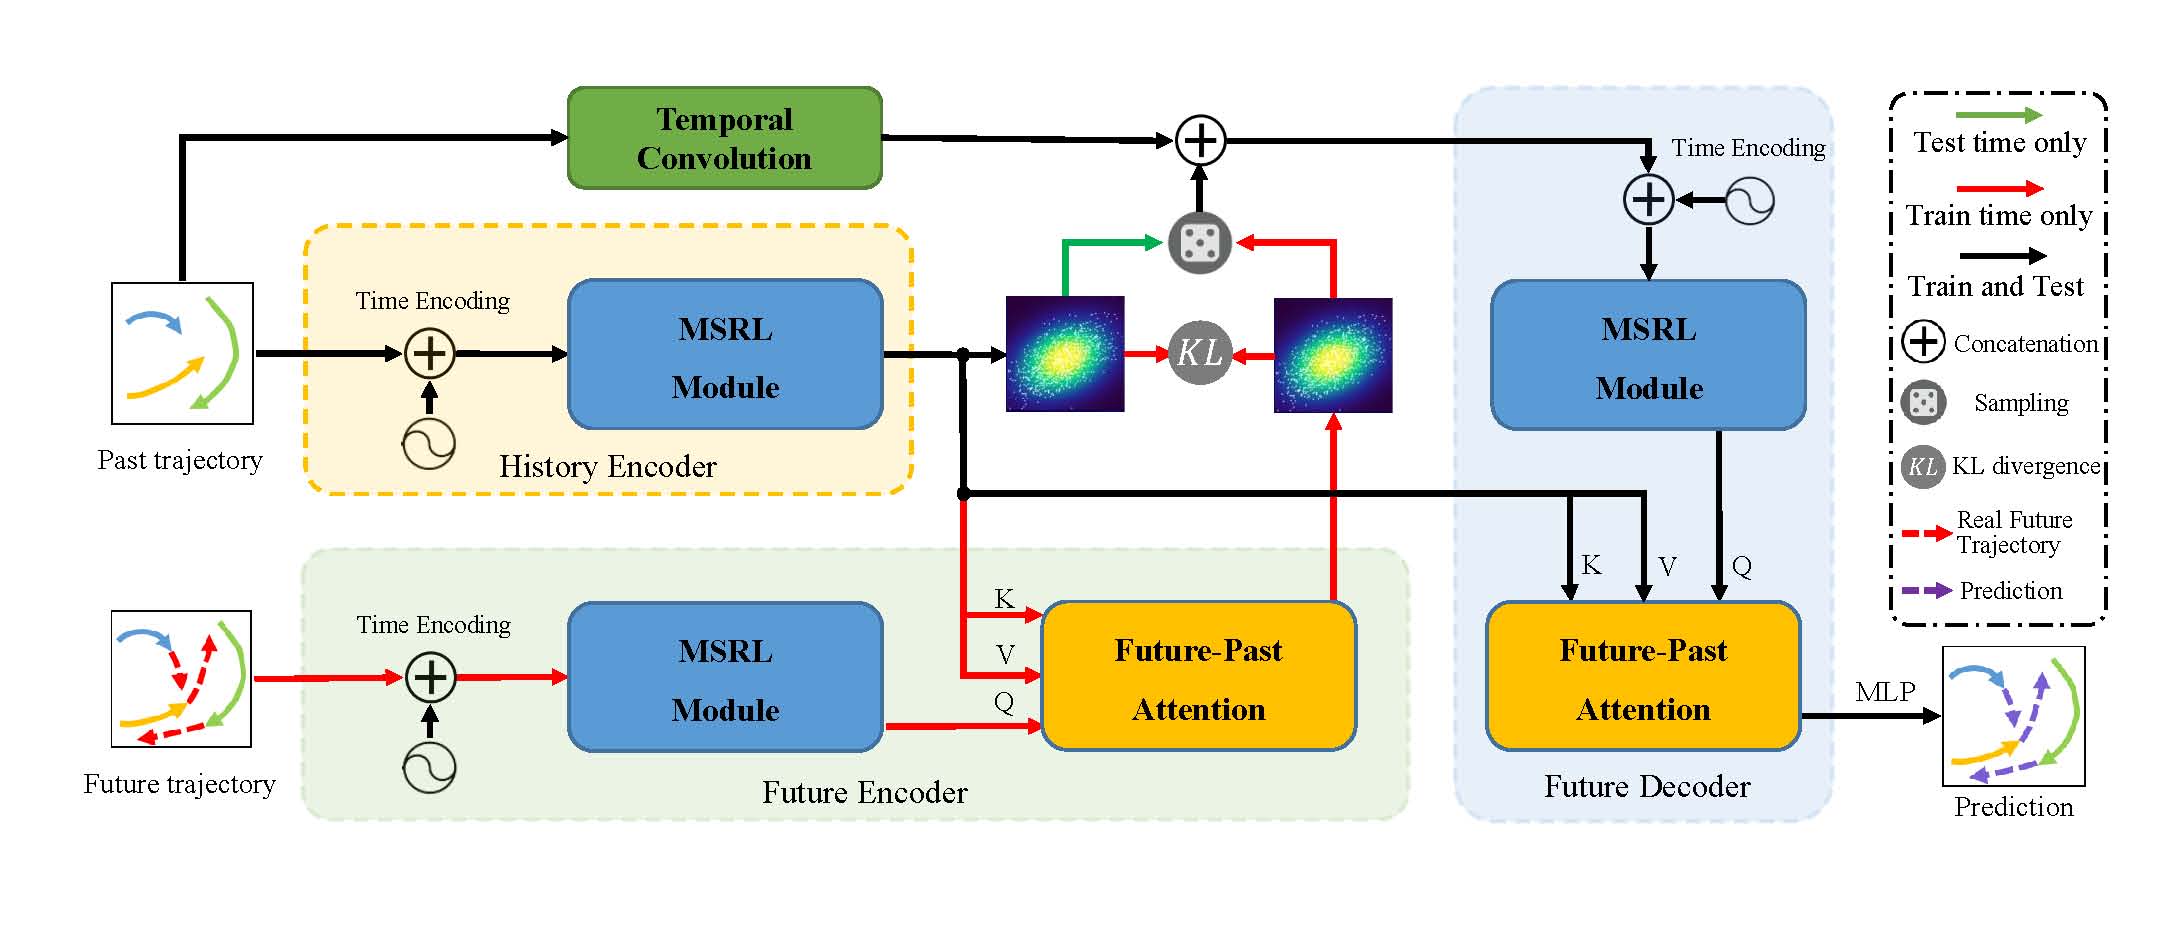 Temporal
Convolution
Time Encoding
MSRL
Module
History Encoder
Past trajectory
KL
Time Encoding
MSRL
Module
K
V
Q
Future-Past
Attention
Future Decoder
MLP
Prediction
Time Encoding
MSRL
Module
K
V
Q
Future-Past
Attention
Future Encoder
Future trajectory
Test time only
Train time only
Train and Test
Concatenation
Sampling
KL
KL divergence
Real Future
Trajectory
Prediction